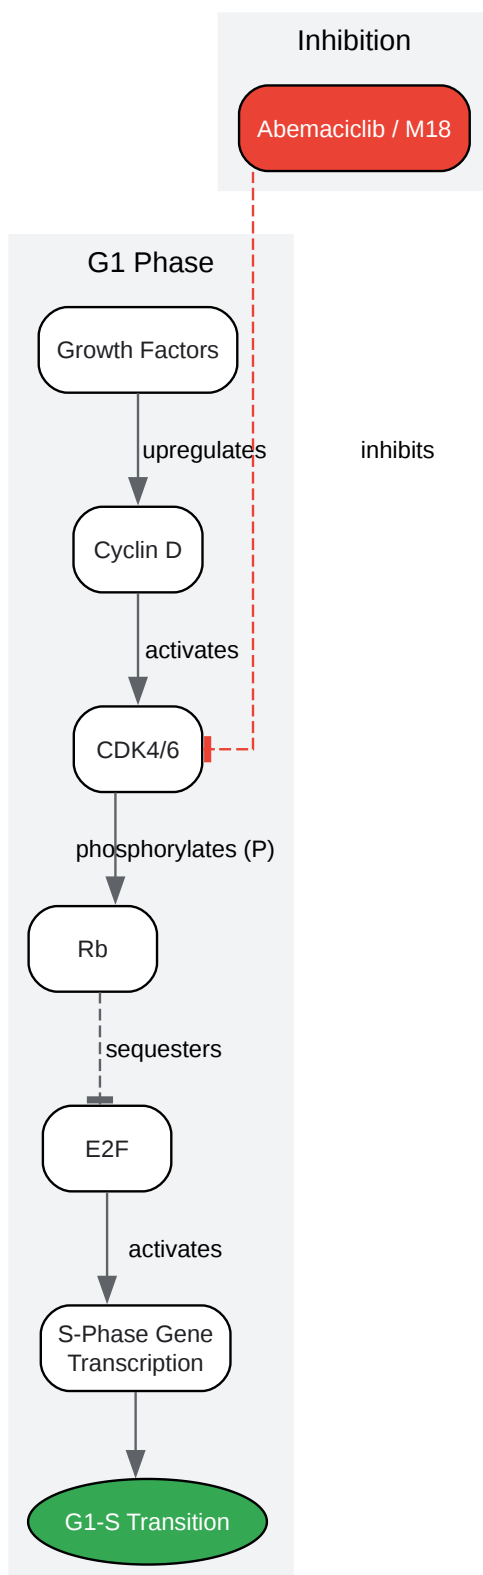 Inhibition
Abemaciclib / M18
G1 Phase
Growth Factors
upregulates
inhibits
Cyclin D
activates
CDK4/6
phosphorylates (P)
Rb
sequesters
E2F
activates
S-Phase Gene
Transcription
G1-S Transition